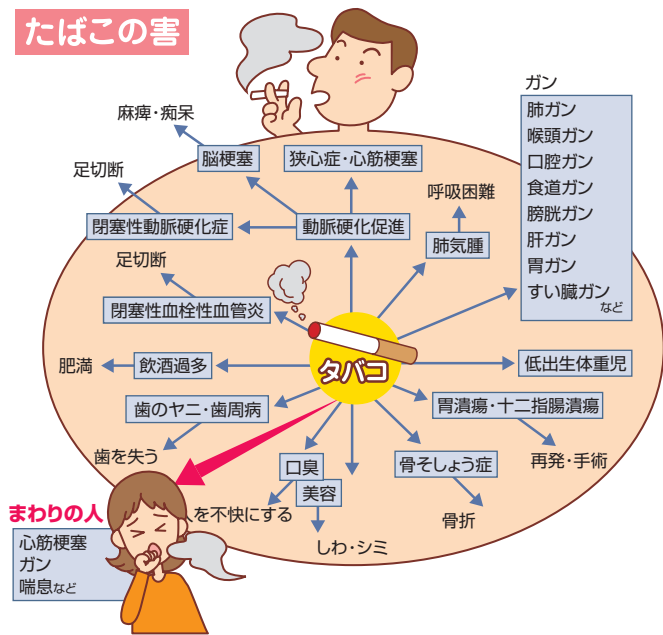 たばこの害
ガン
肺ガン
喉頭ガン
口腔ガン
食道ガン
膀胱ガン
肝ガン
胃ガン
すい臓ガン
など
麻痺・痴呆
脳梗塞
狭心症・心筋梗塞
足切断
呼吸困難
閉塞性動脈硬化症
動脈硬化促進
肺気腫
足切断
閉塞性血栓性血管炎
タバコ
肥満
飲酒過多
低出生体重児
歯のヤニ・歯周病
胃潰瘍・十二指腸潰瘍
歯を失う
口臭
骨そしょう症
再発・手術
美容
を不快にする
骨折
しわ・シミ
まわりの人
心筋梗塞
ガン
喘息など